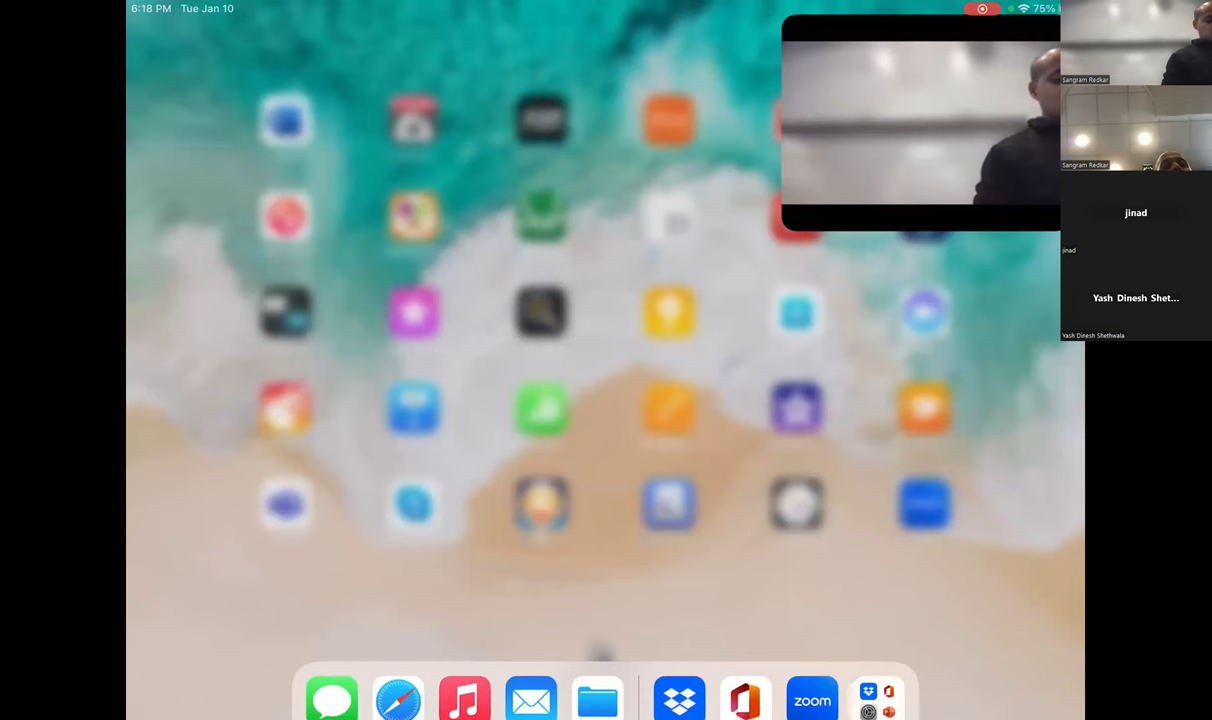 6:18 PM Tue Jan 10
75%
Sangram Redkar
Sangram Redkar
jinad
jinad
Yash Dinesh Shet...
Yash Dinesh Shethwala
zoom